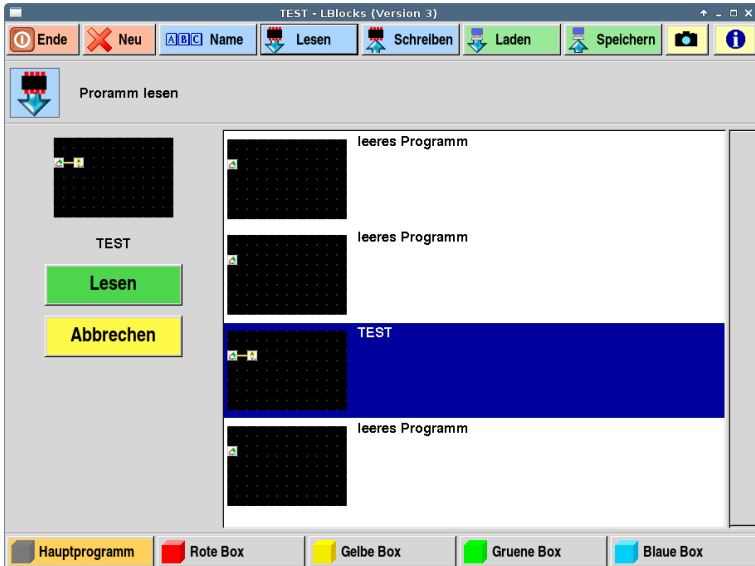 TEST - LBlocks (Version 3)
Ende Neu ABC Name Lesen Schreiben Laden Speichern i
Proramm lesen
leeres Programm
TEST
Lesen
Abbrechen
leeres Programm
TEST
leeres Programm
Hauptprogramm Rote Box Gelbe Box Gruene Box Blaue Box